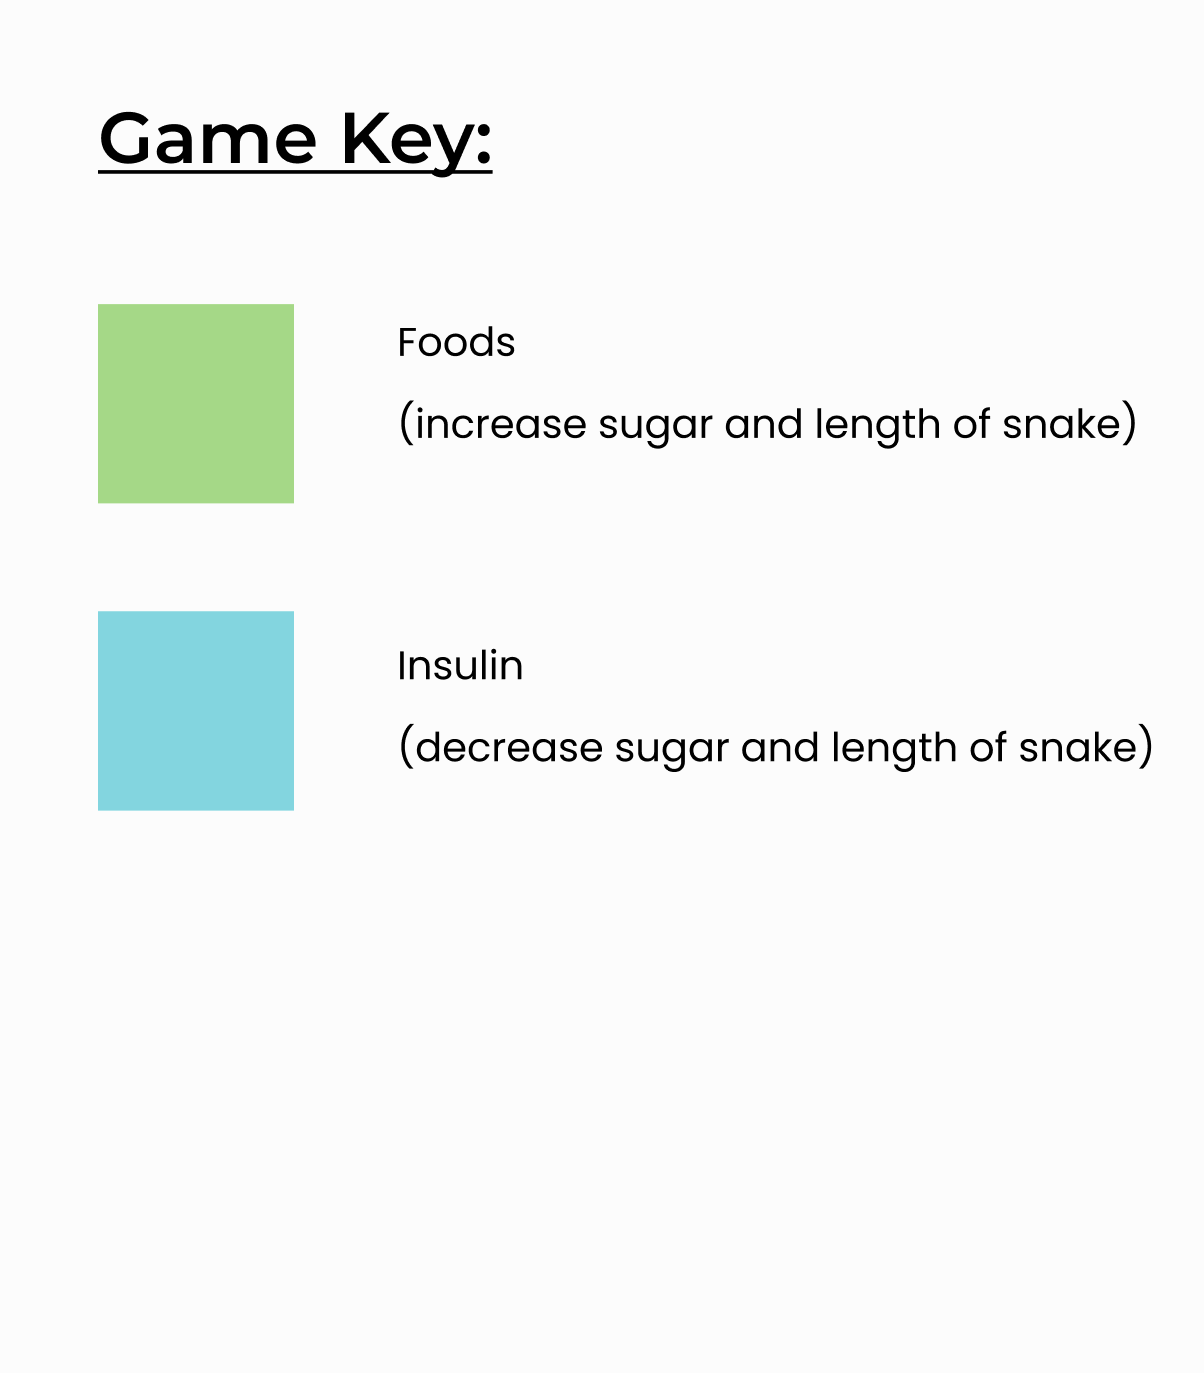 Game Key:
Foods
(increase sugar and length of snake)
Insulin
(decrease sugar and length of snake)